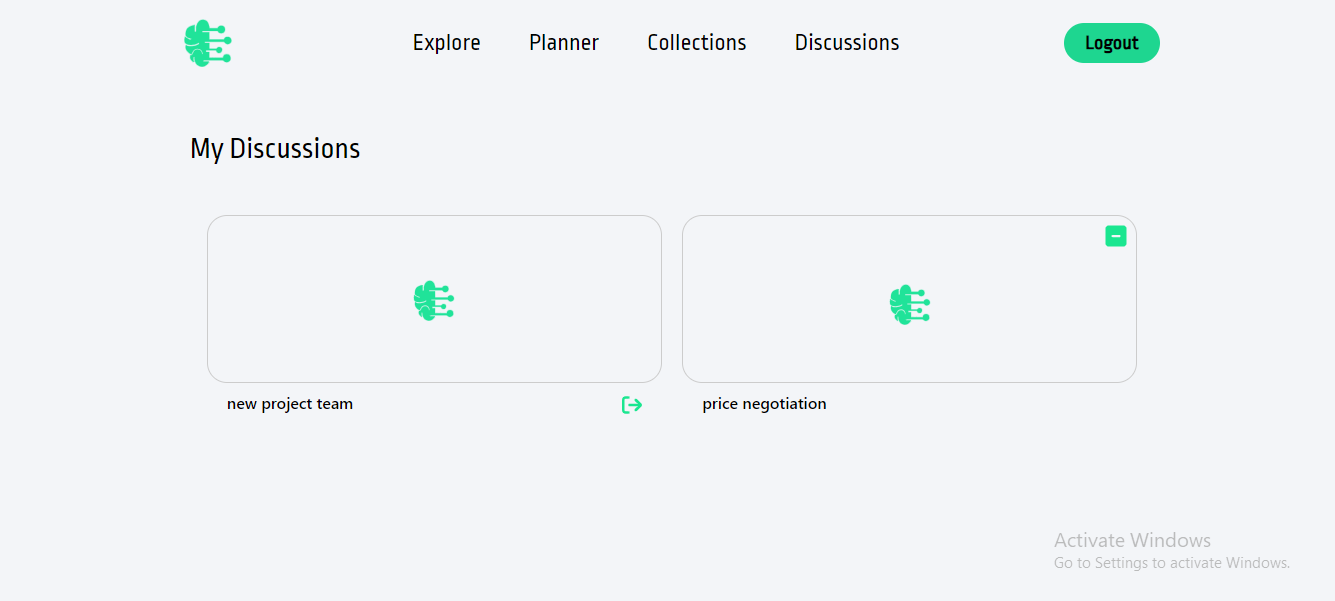 Explore Planner Collections Discussions Logout
My Discussions
new project team
price negotiation
Activate Windows
Go to Settings to activate Windows.